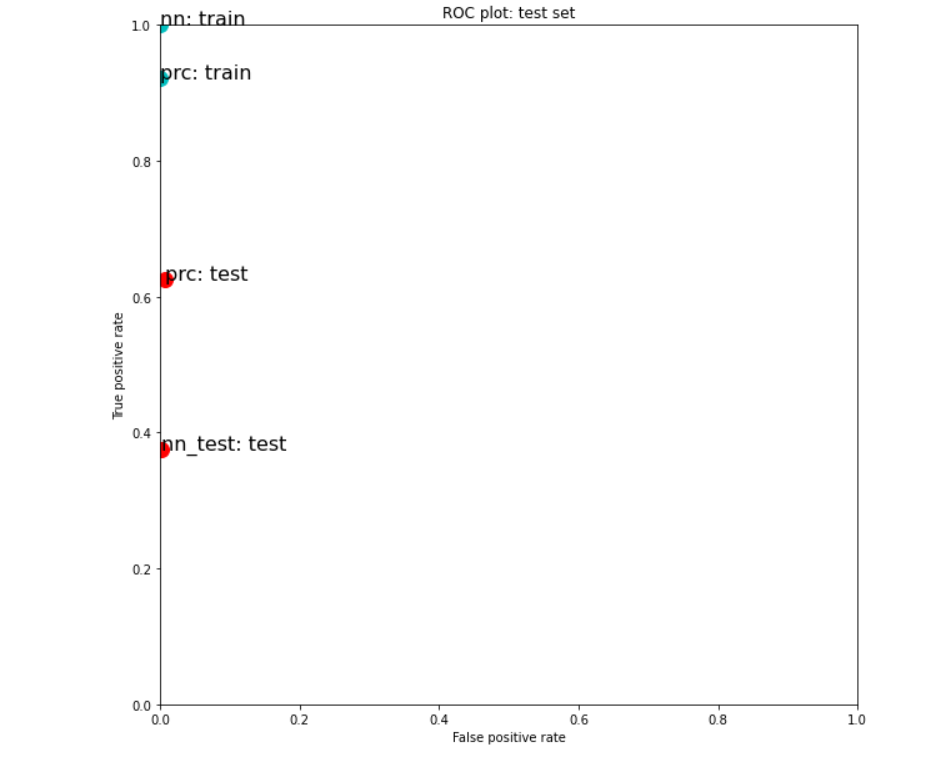 ROC plot: test set
nn: train
1.0
prc: train
0.8
prc: test
0.6
True positive rate
nn_test: test
0.4
0.2
0.0
0.0 0.2 0.4 0.6 0.8 1.0
False positive rate